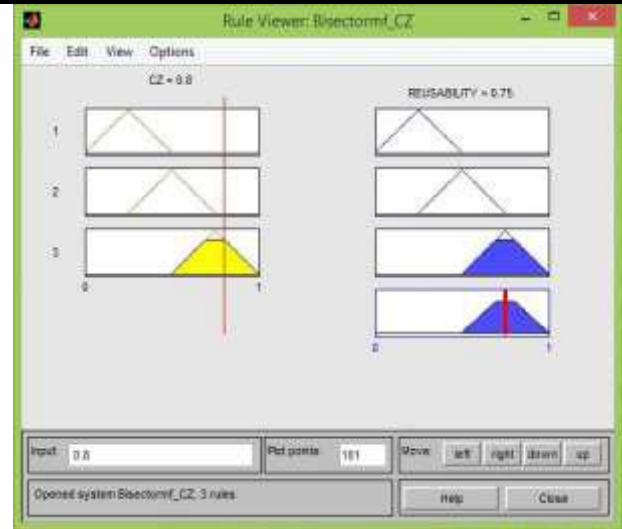 Rule Viewer: Bisectormf_CZ
File Edit View Options
CZ = 0.8
REUSABILITY = 0.75
1
2
3
0 1
0 1
Input: 0.8
Plot points: 101
Move: left right down up
Opened system Bisectormf_CZ, 3 rules
Help Close